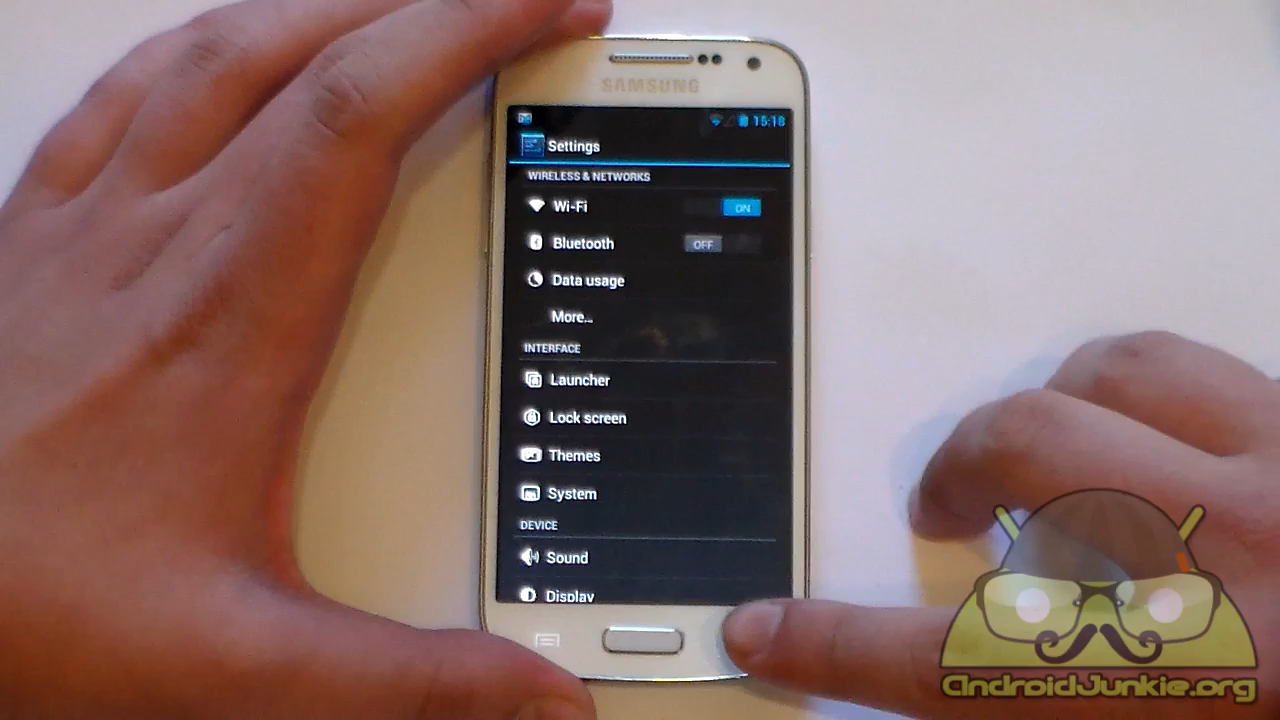 SAMSUNG
15:18
Settings
WIRELESS & NETWORKS
Wi-Fi
ON
Bluetooth
OFF
Data usage
More...
INTERFACE
Launcher
Lock screen
Themes
System
DEVICE
Sound
Display
AndroidJunkie.org